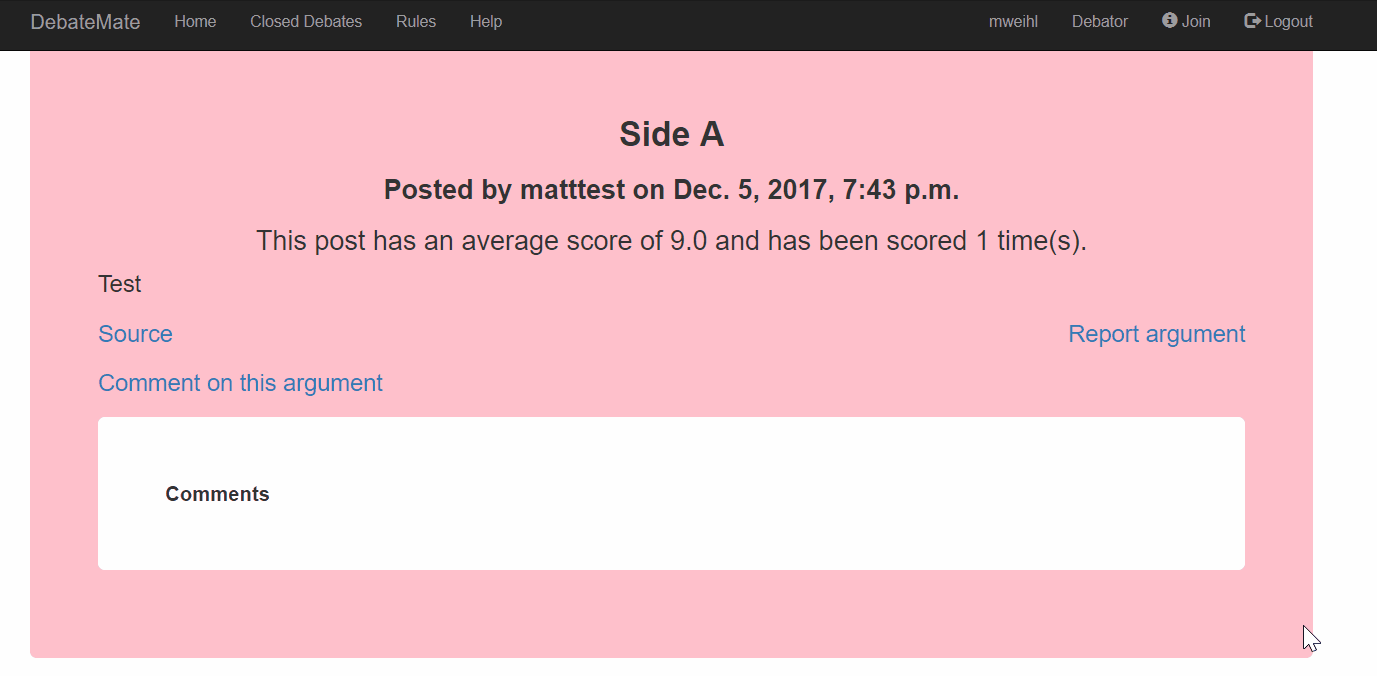 DebateMate Home Closed Debates Rules Help mweihl Debator Join Logout
Side A
Posted by matttest on Dec. 5, 2017, 7:43 p.m.
This post has an average score of 9.0 and has been scored 1 time(s).
Test
Source Report argument
Comment on this argument
Comments